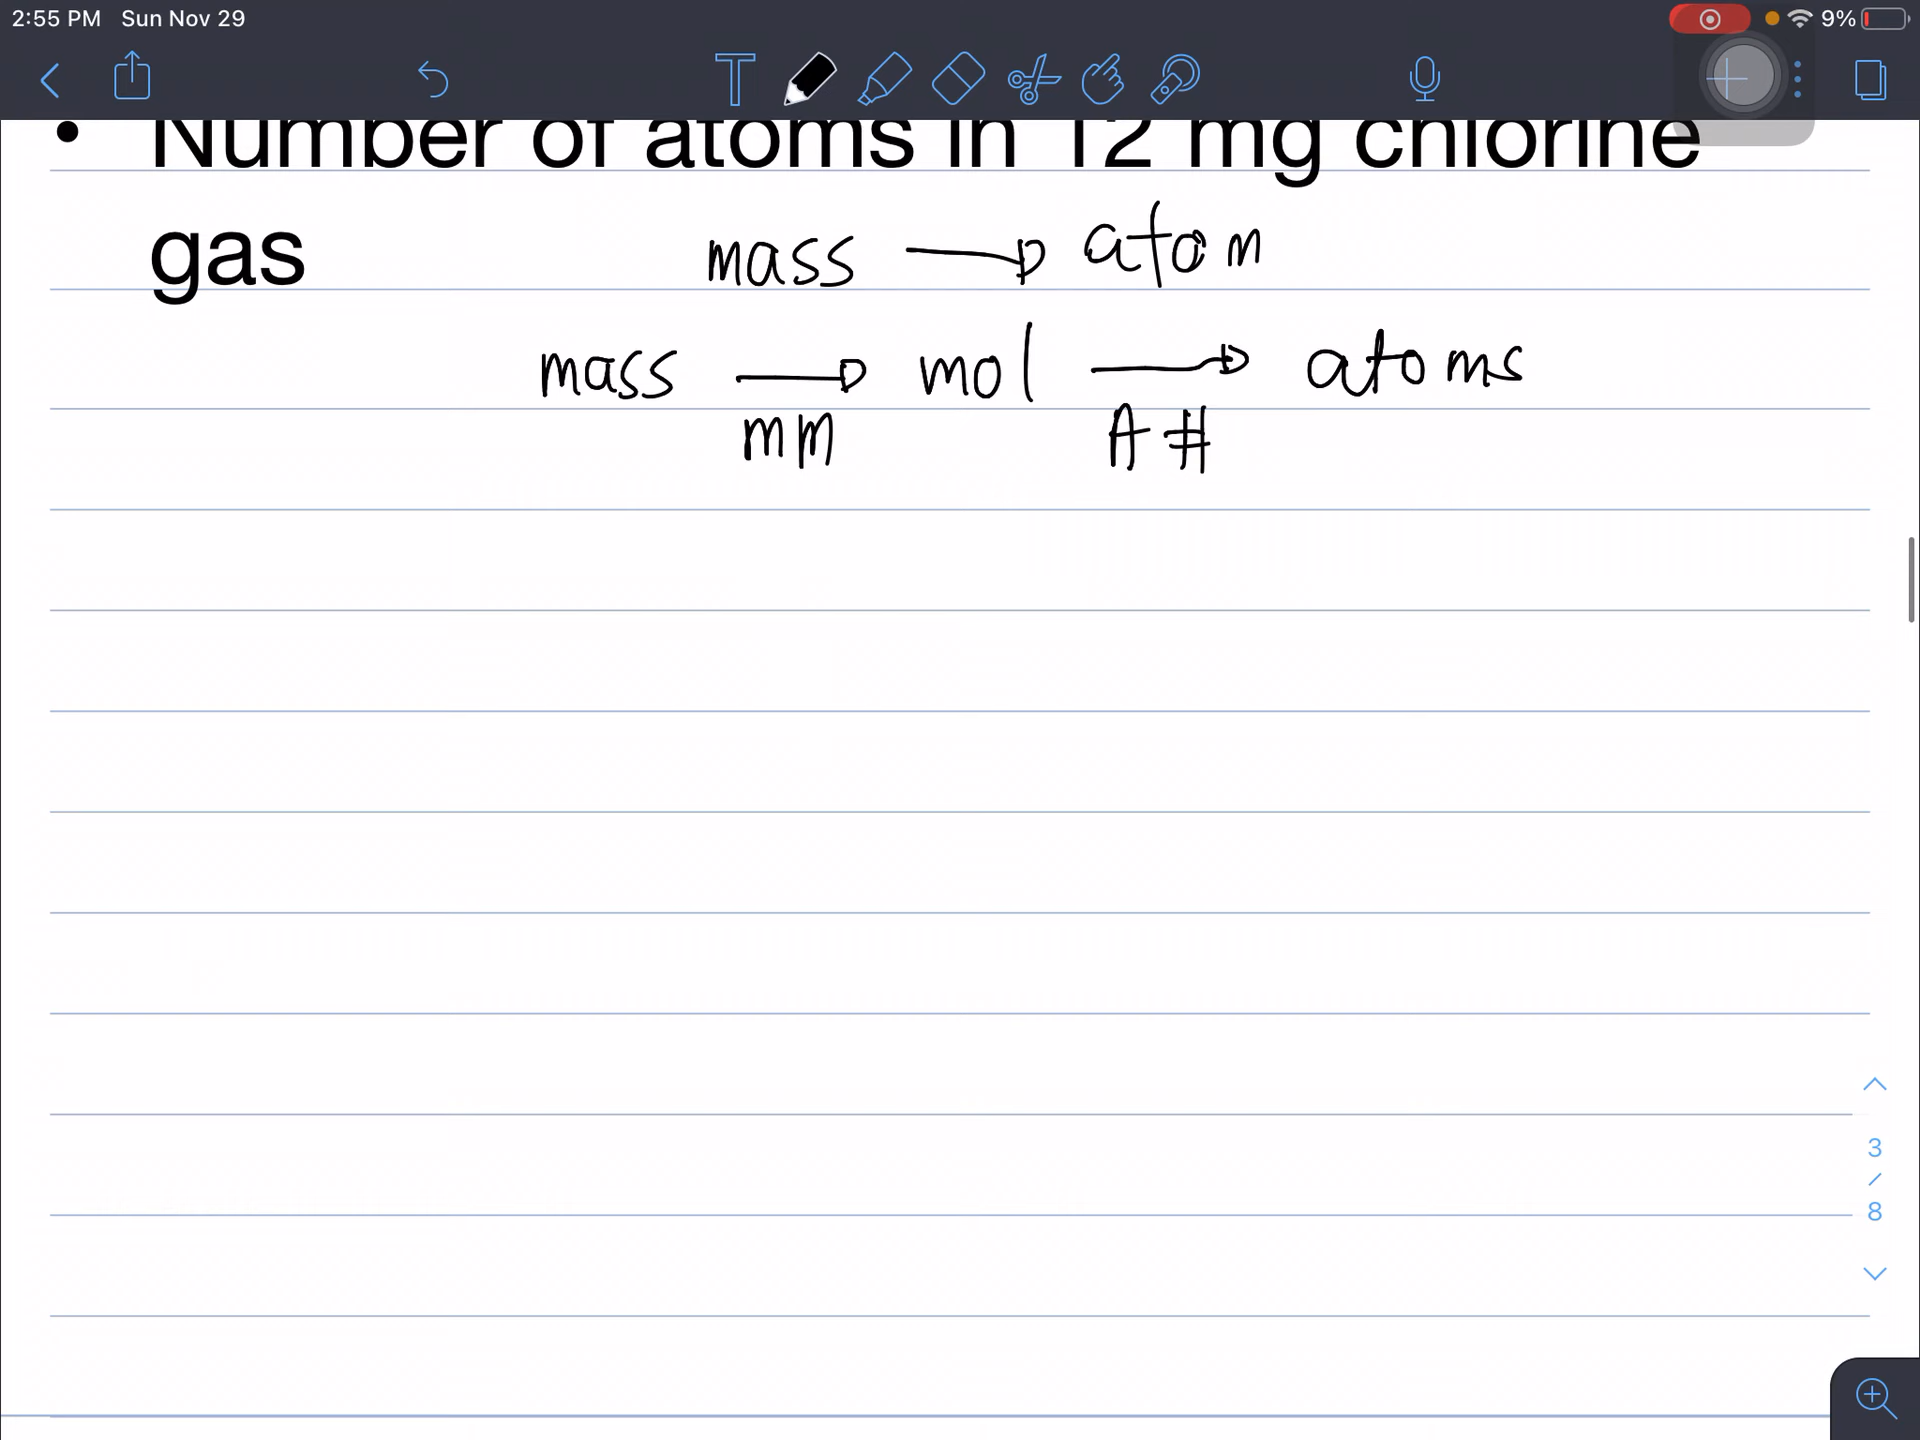 2:55 PM Sun Nov 29
9%
T
• Number of atoms in 12 mg chlorine
gas
mass → atom
mass → mol → atoms
mM A#
3
/
8